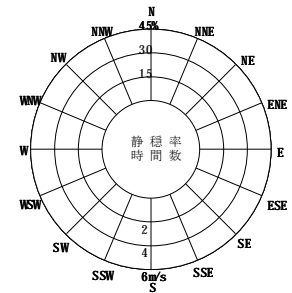 N
NNW
45%
NNE
NW
30
NE
15
WNW
ENE
静 穏 率
時 間 数
W
E
WSW
ESE
2
SW
4
SE
SSW
6m/s
SSE
S